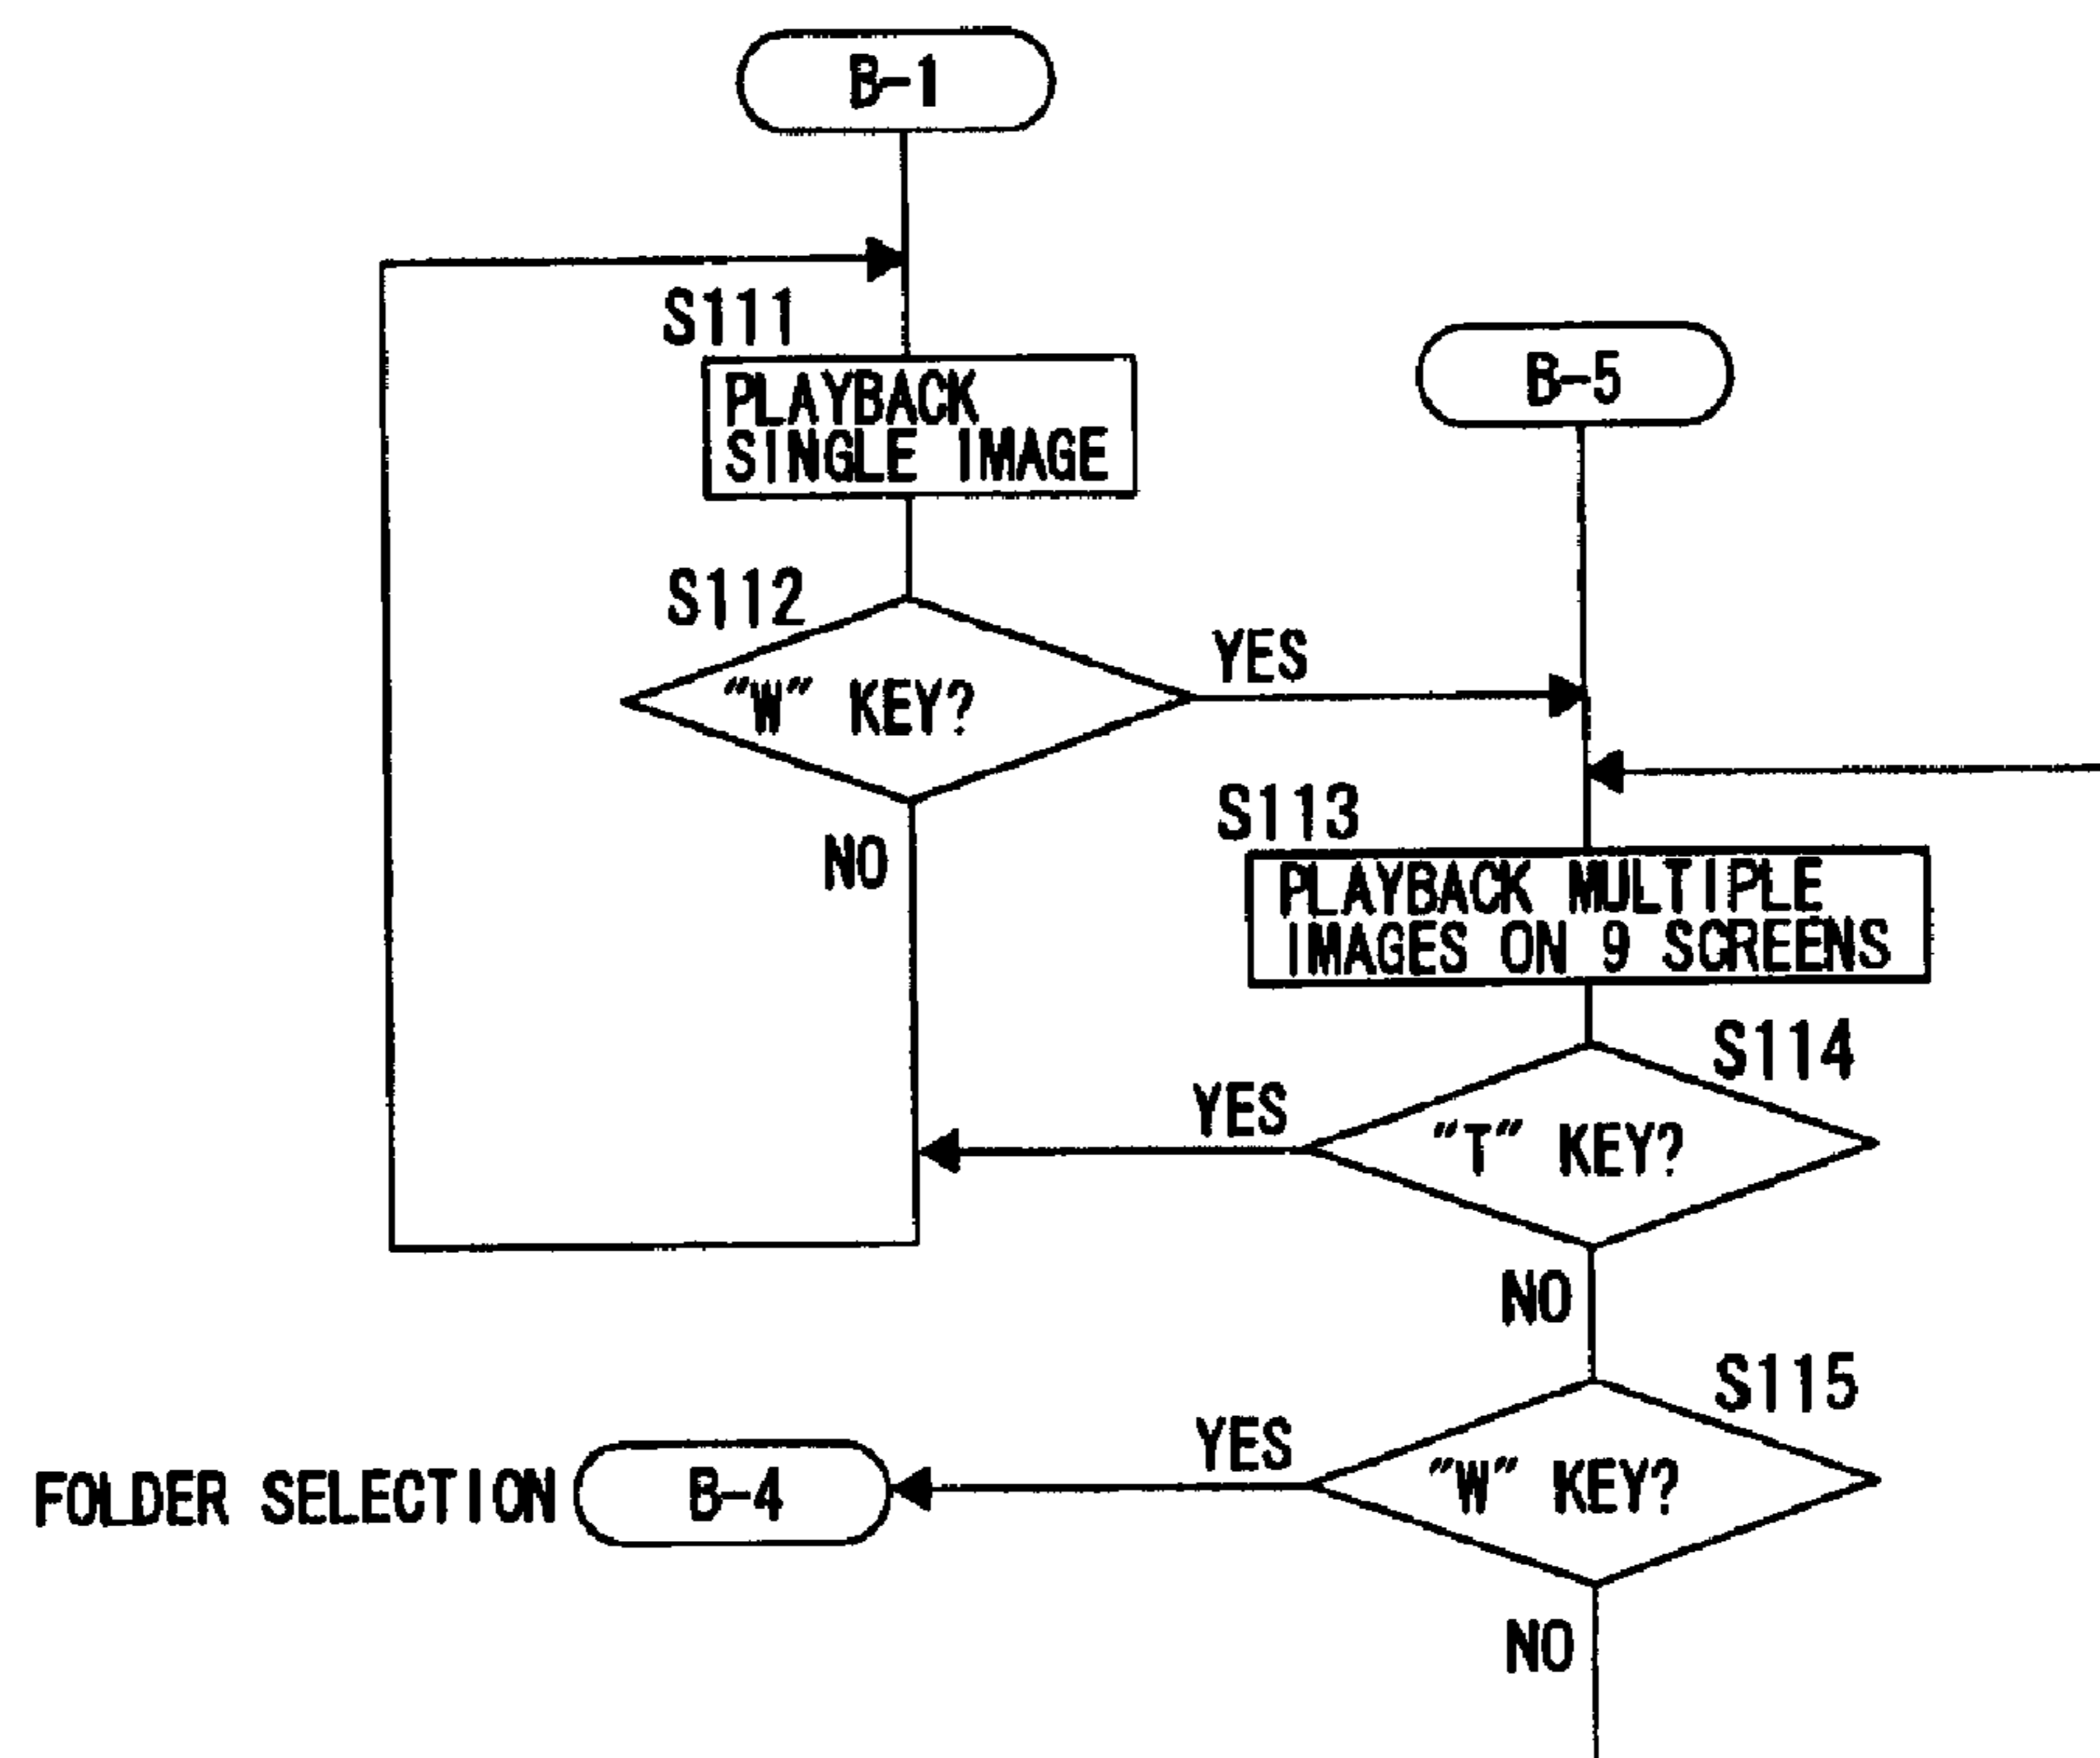 B-1
S111
PLAYBACK
SINGLE IMAGE
B-5
S112
"W" KEY?
YES
NO
S113
PLAYBACK MULTIPLE
IMAGES ON 9 SCREENS
S114
"T" KEY?
YES
NO
S115
"W" KEY?
YES
FOLDER SELECTION
B-4
NO